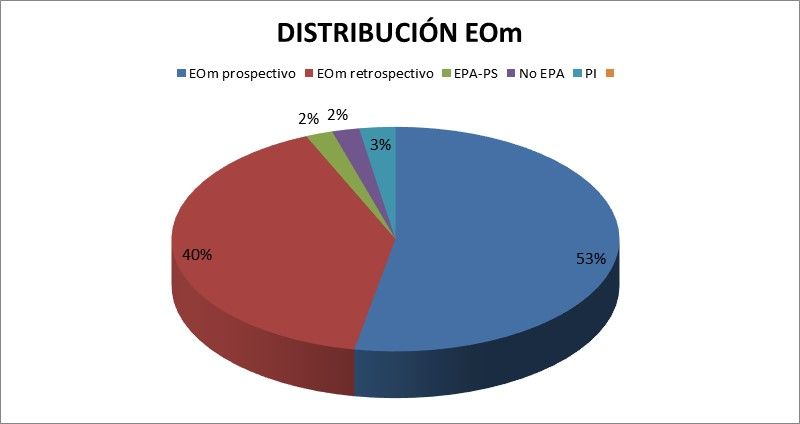 DISTRIBUCIÓN EOm
EOm prospectivo EOm retrospectivo EPA-PS No EPA PI
2% 2%
3%
40%
53%